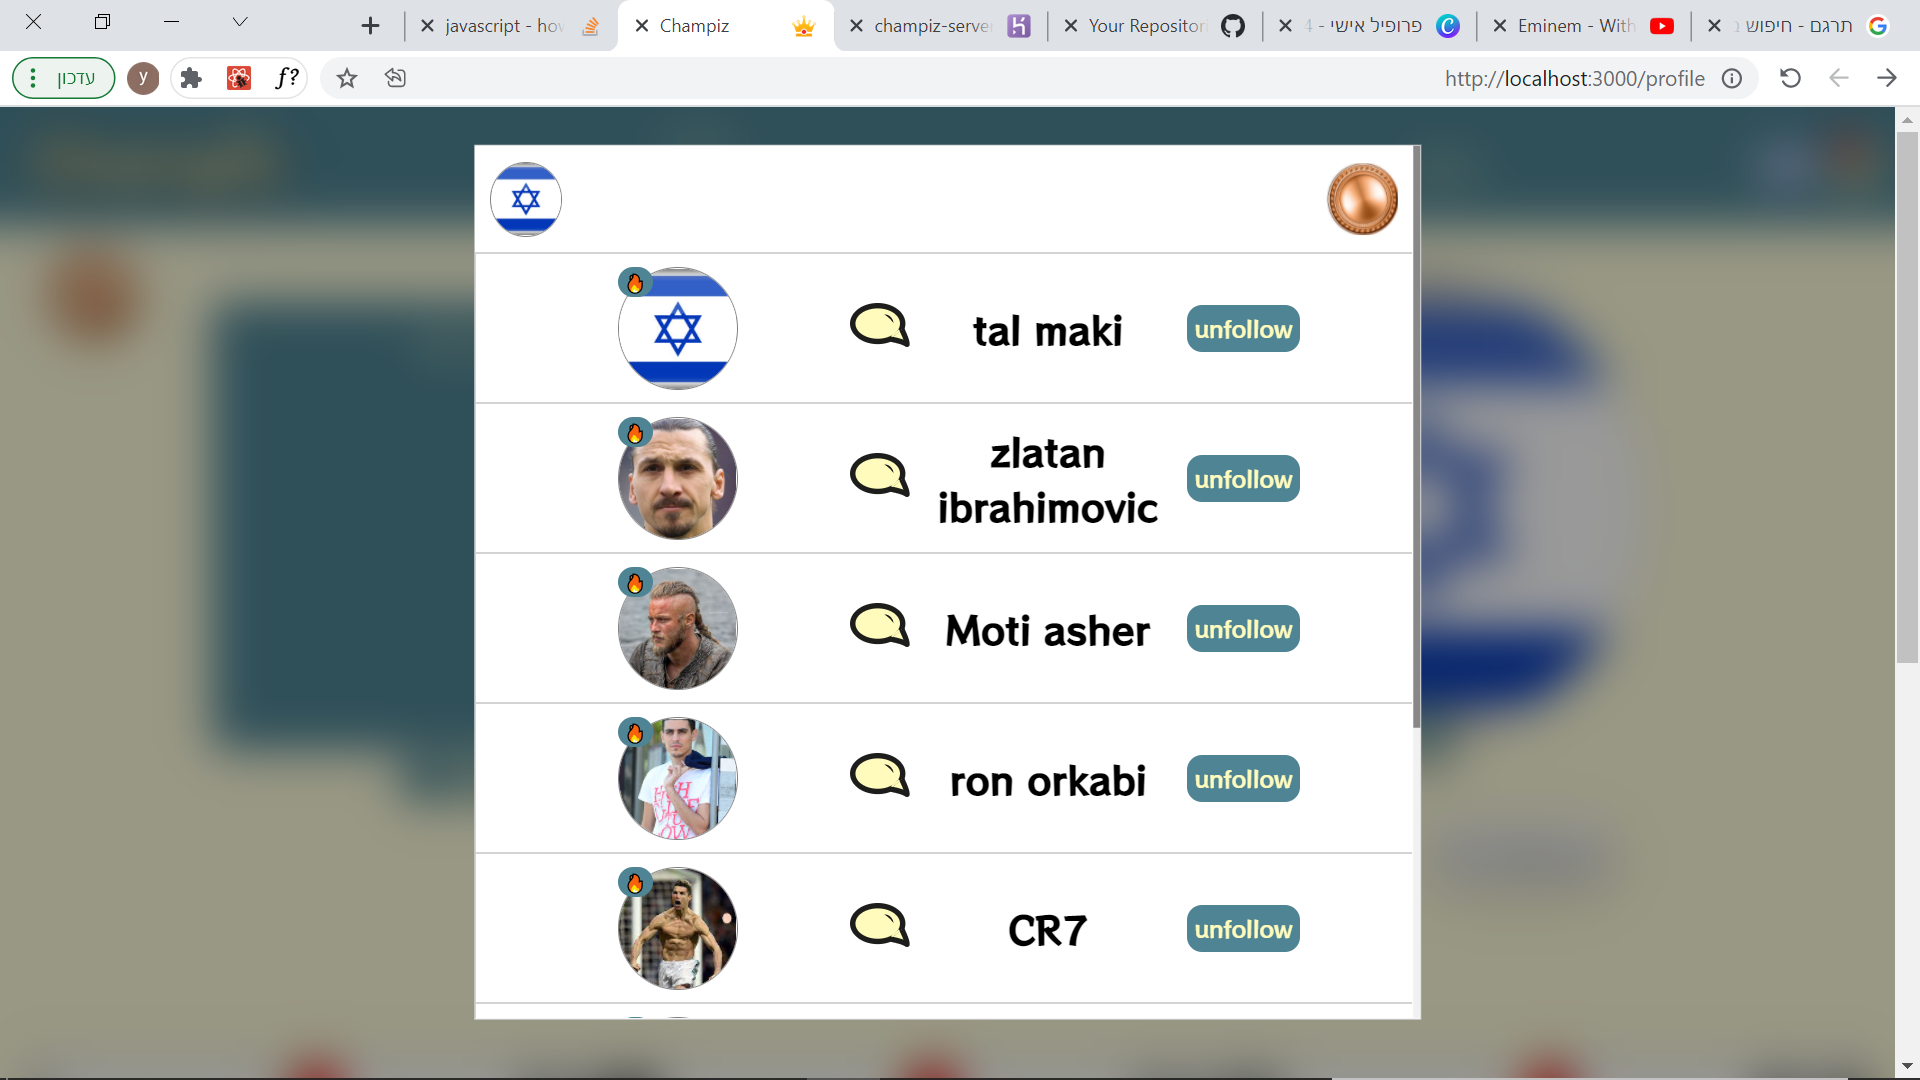 javascript - how
Champiz
champiz-serve
Your Repositor
פרופיל אישי - 4
Eminem - With
תרגם - חיפוש ב
עדכון
y
f?
http://localhost:3000/profile
tal maki
unfollow
zlatan
ibrahimovic
unfollow
Moti asher
unfollow
ron orkabi
unfollow
CR7
unfollow